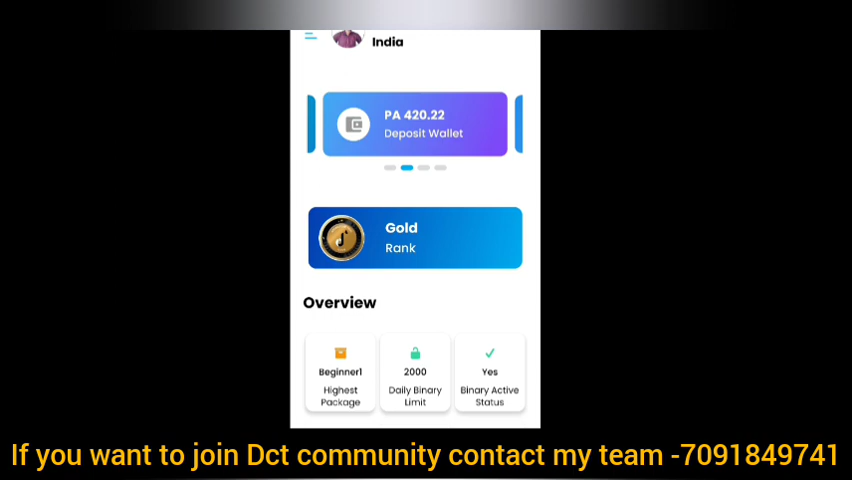 India
PA 420.22
Deposit Wallet
Gold
Rank
Overview
Beginner1
Highest
Package
2000
Daily Binary
Limit
Yes
Binary Active
Status
If you want to join Dct community contact my team -7091849741